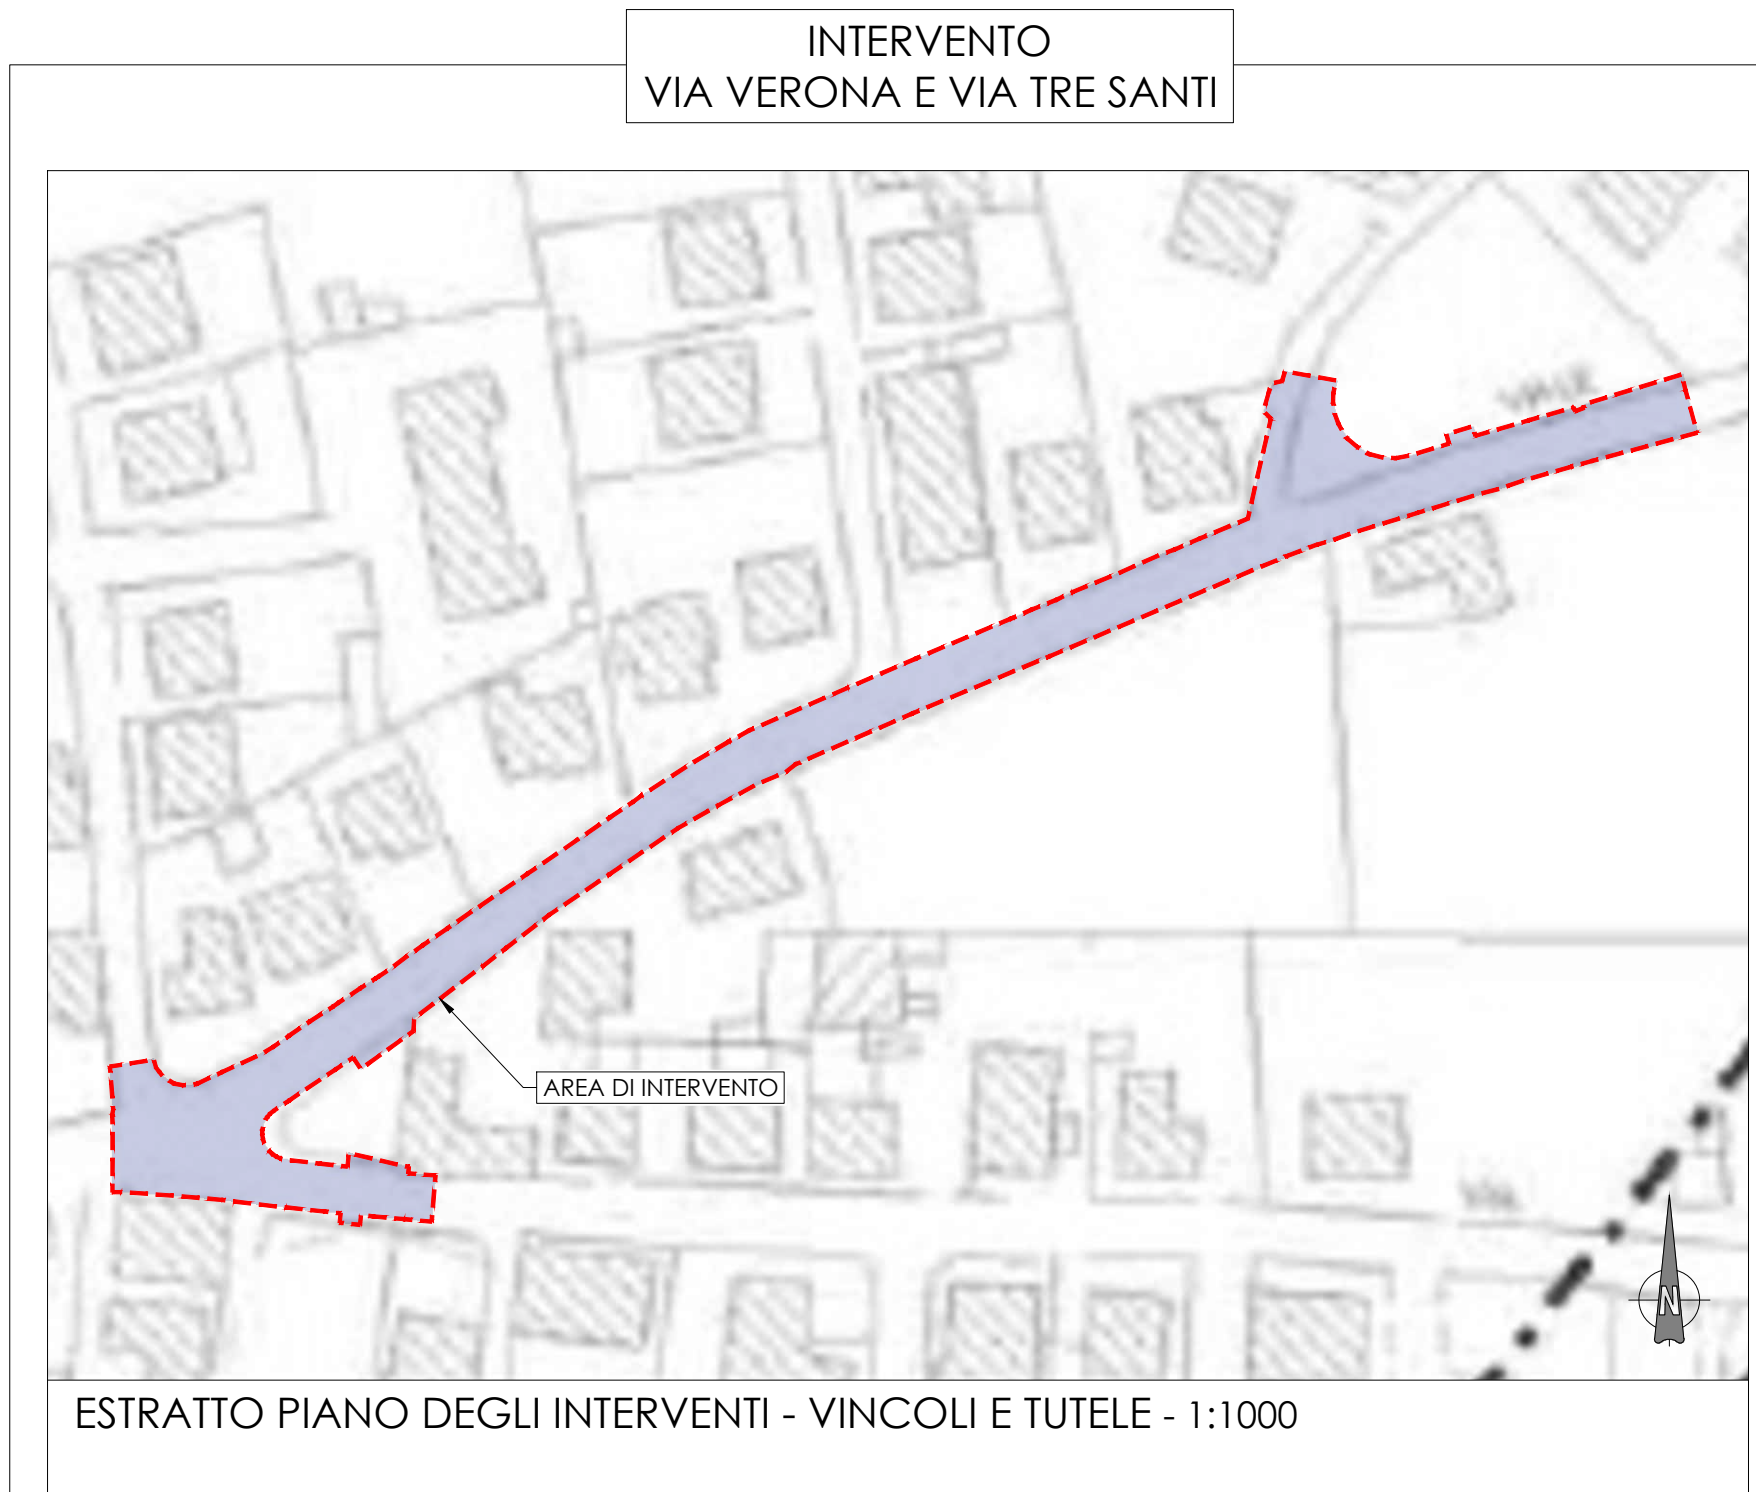 INTERVENTO
VIA VERONA E VIA TRE SANTI
AREA DI INTERVENTO
N
ESTRATTO PIANO DEGLI INTERVENTI - VINCOLI E TUTELE - 1:1000